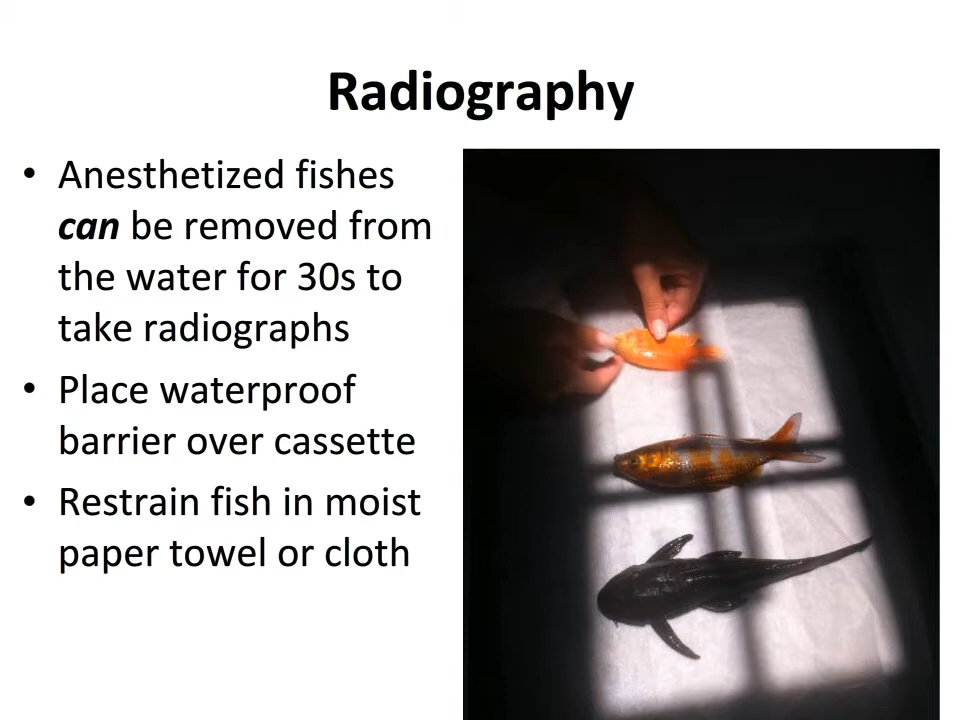 Radiography
• Anesthetized fishes
can be removed from
the water for 30s to
take radiographs
• Place waterproof
barrier over cassette
• Restrain fish in moist
paper towel or cloth